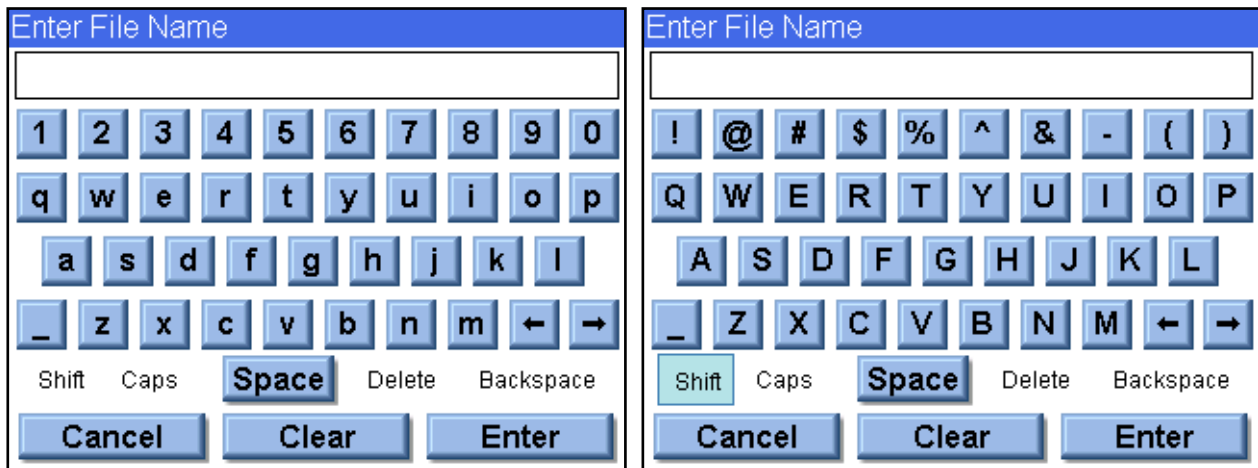 Enter File Name
1 2 3 4 5 6 7 8 9 0
q w e r t y u i o p
a s d f g h j k l
_ z x c v b n m ← →
Shift Caps Space Delete Backspace
Cancel Clear Enter
Enter File Name
! @ # $ % ^ & - ( )
Q W E R T Y U I O P
A S D F G H J K L
_ Z X C V B N M ← →
Shift Caps Space Delete Backspace
Cancel Clear Enter